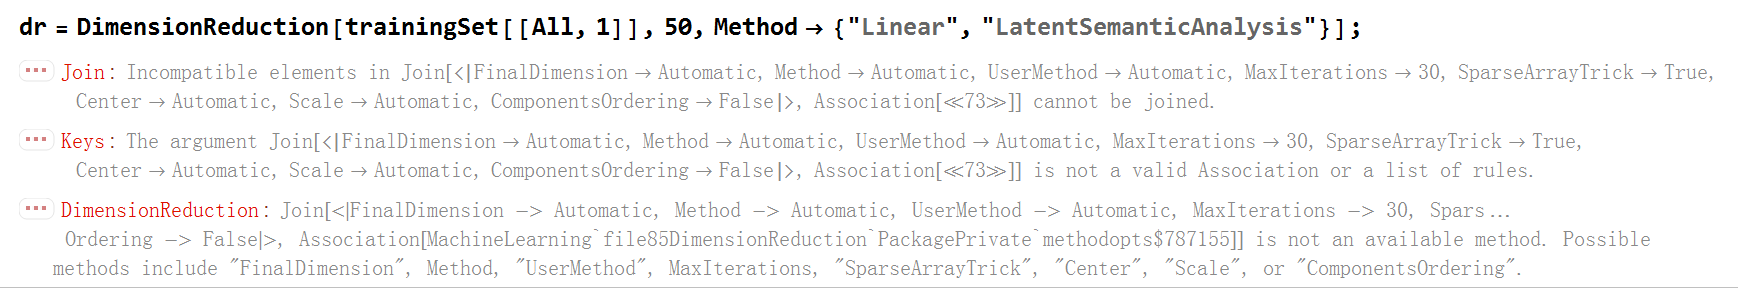 dr = DimensionReduction[trainingSet[[All, 1]], 50, Method → {"Linear", "LatentSemanticAnalysis"}];
Join: Incompatible elements in Join[<|FinalDimension → Automatic, Method → Automatic, UserMethod → Automatic, MaxIterations → 30, SparseArrayTrick → True,
Center → Automatic, Scale → Automatic, ComponentsOrdering → False|>, Association[≪73≫]] cannot be joined.
Keys: The argument Join[<|FinalDimension → Automatic, Method → Automatic, UserMethod → Automatic, MaxIterations → 30, SparseArrayTrick → True,
Center → Automatic, Scale → Automatic, ComponentsOrdering → False|>, Association[≪73≫]] is not a valid Association or a list of rules.
DimensionReduction: Join[<|FinalDimension -> Automatic, Method -> Automatic, UserMethod -> Automatic, MaxIterations -> 30, Spars...
Ordering -> False|>, Association[MachineLearning`file85DimensionReduction`PackagePrivate`methodopts$787155]] is not an available method. Possible
methods include "FinalDimension", Method, "UserMethod", MaxIterations, "SparseArrayTrick", "Center", "Scale", or "ComponentsOrdering".